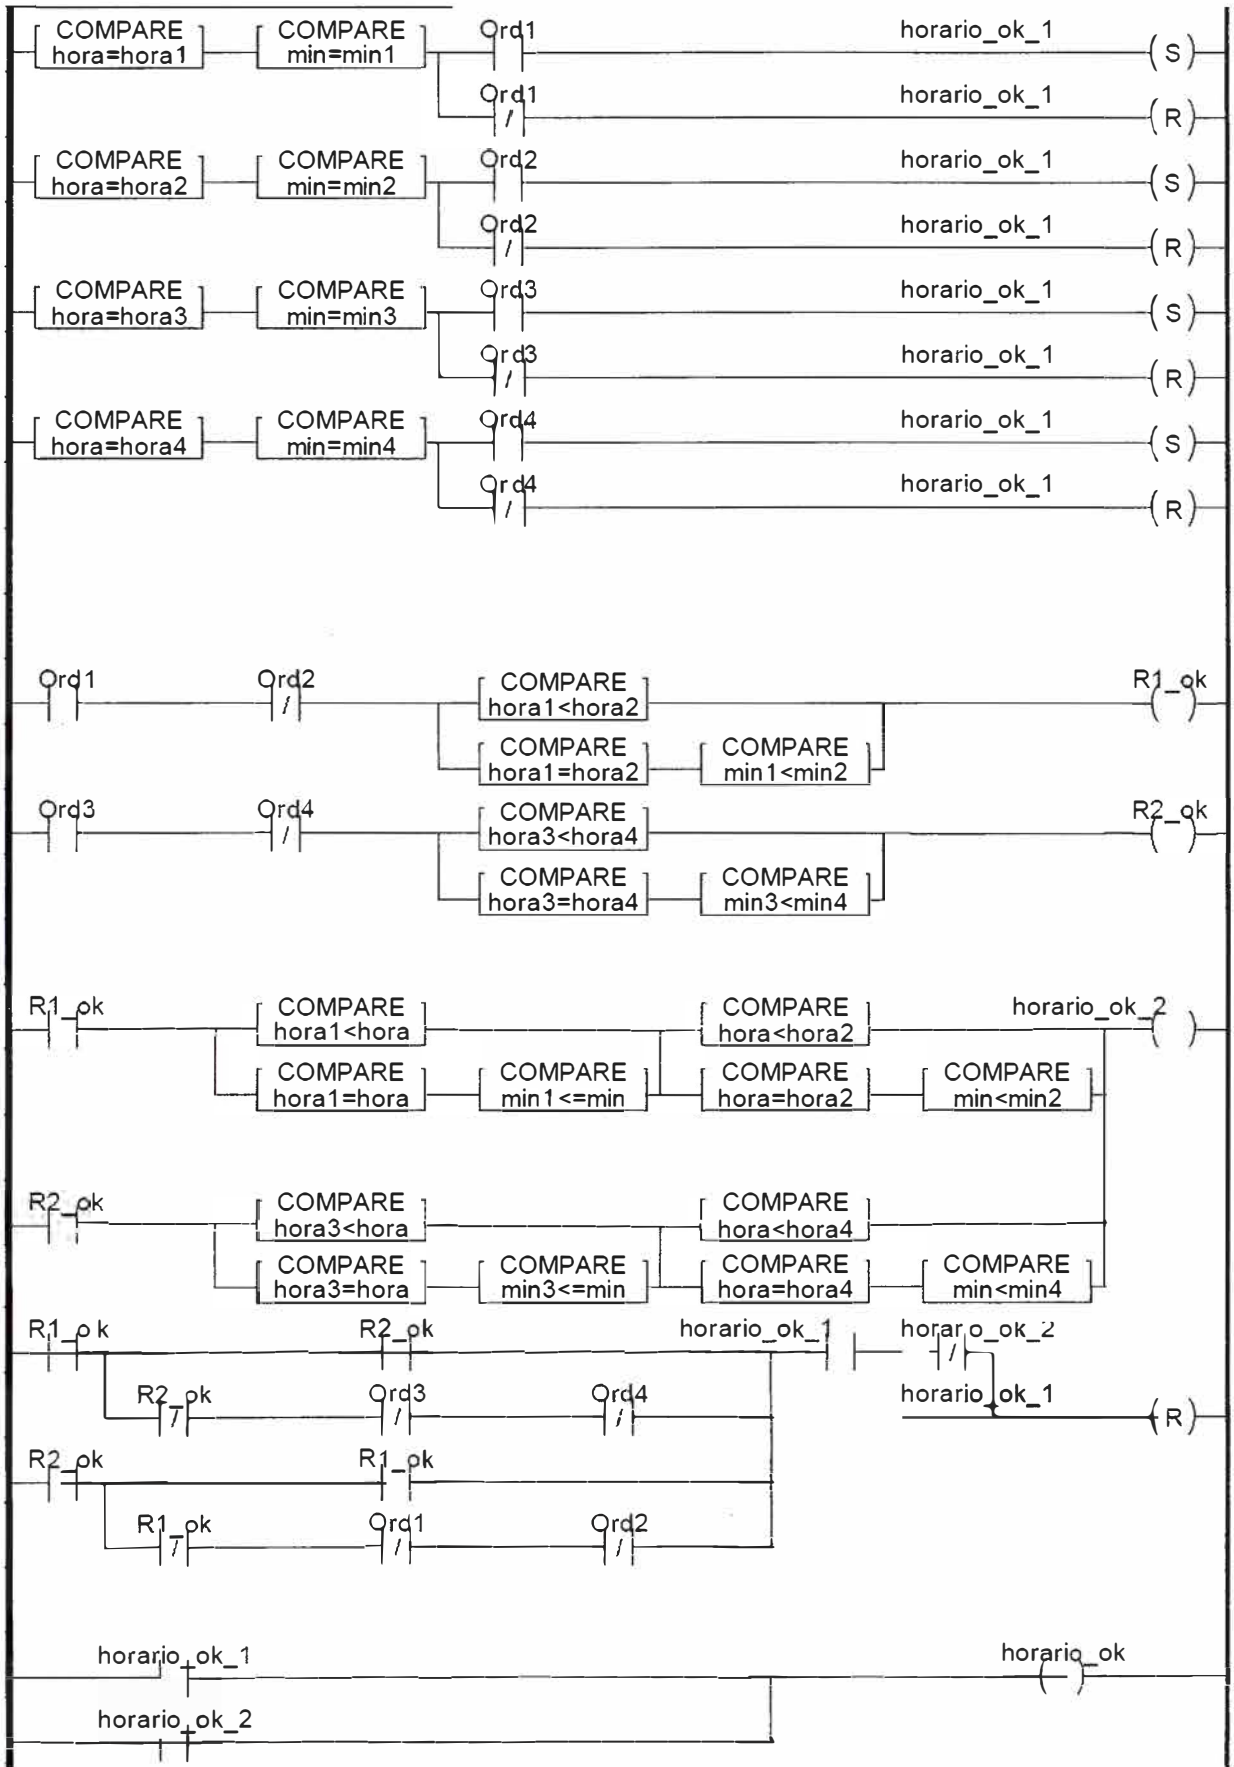 COMPARE COMPARE Ord1 horario_ok_1
hora=hora1 min=min1 ( S )
Ord1 horario_ok_1
/ ( R )
COMPARE COMPARE Ord2 horario_ok_1
hora=hora2 min=min2 ( S )
Ord2 horario_ok_1
/ ( R )
COMPARE COMPARE Ord3 horario_ok_1
hora=hora3 min=min3 ( S )
Ord3 horario_ok_1
/ ( R )
COMPARE COMPARE Ord4 horario_ok_1
hora=hora4 min=min4 ( S )
Ord4 horario_ok_1
/ ( R )
Ord1 Ord2 COMPARE R1_ok
/ hora1<hora2 ( )
COMPARE COMPARE
hora1=hora2 min1<min2
Ord3 Ord4 COMPARE R2_ok
/ hora3<hora4 ( )
COMPARE COMPARE
hora3=hora4 min3<min4
R1_ok COMPARE COMPARE horario_ok_2
hora1<hora hora<hora2 ( )
COMPARE COMPARE COMPARE COMPARE
hora1=hora min1<=min hora=hora2 min<min2
R2_ok COMPARE COMPARE
hora3<hora hora<hora4
COMPARE COMPARE COMPARE COMPARE
hora3=hora min3<=min hora=hora4 min<min4
R1_ok R2_ok horario_ok_1 horario_ok_2
/
R2_ok Ord3 Ord4 horario_ok_1
/ / / ( R )
R2_ok R1_ok
R1_ok Ord1 Ord2
/ / /
horario_ok_1 horario_ok
( )
horario_ok_2